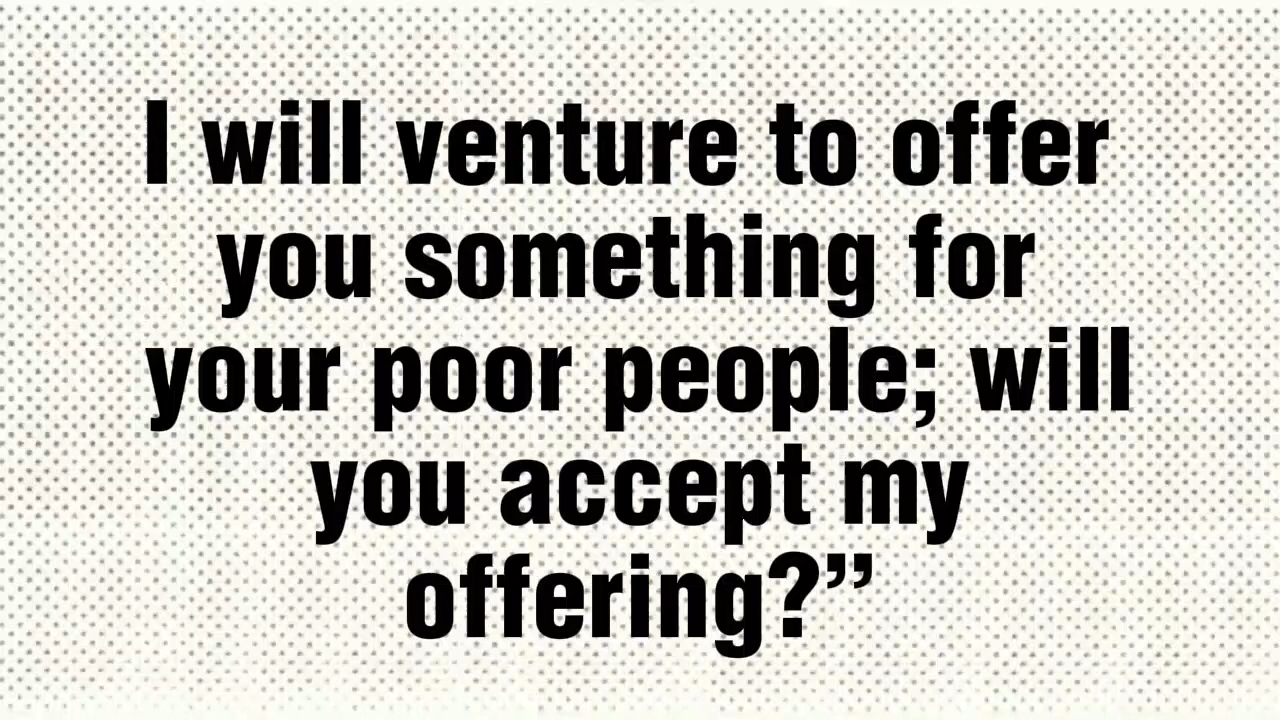 I will venture to offer
you something for
your poor people; will
you accept my
offering?”